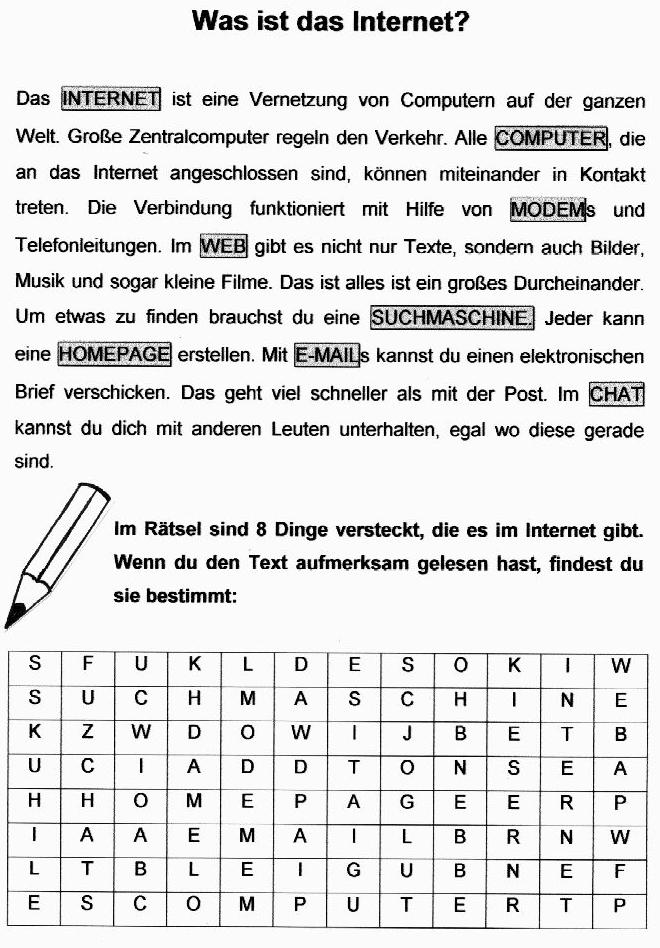 Was ist das Internet?
Das INTERNET ist eine Vernetzung von Computern auf der ganzen
Welt. Große Zentralcomputer regeln den Verkehr. Alle COMPUTER, die
an das Internet angeschlossen sind, können miteinander in Kontakt
treten. Die Verbindung funktioniert mit Hilfe von MODEMs und
Telefonleitungen. Im WEB gibt es nicht nur Texte, sondern auch Bilder,
Musik und sogar kleine Filme. Das ist alles ist ein großes Durcheinander.
Um etwas zu finden brauchst du eine SUCHMASCHINE. Jeder kann
eine HOMEPAGE erstellen. Mit E-MAILs kannst du einen elektronischen
Brief verschicken. Das geht viel schneller als mit der Post. Im CHAT
kannst du dich mit anderen Leuten unterhalten, egal wo diese gerade
sind.
Im Rätsel sind 8 Dinge versteckt, die es im Internet gibt.
Wenn du den Text aufmerksam gelesen hast, findest du
sie bestimmt:
S F U K L D E S O K I W
S U C H M A S C H I N E
K Z W D O W I J B E T B
U C I A D D T O N S E A
H H O M E P A G E E R P
I A A E M A I L B R N W
L T B L E I G U B N E F
E S C O M P U T E R T P